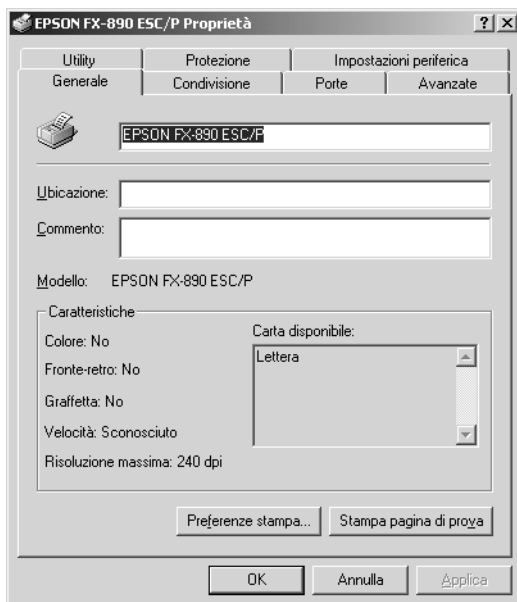 EPSON FX-890 ESC/P Proprietà
Utility Protezione Impostazioni periferica
Generale Condivisione Porte Avanzate
EPSON FX-890 ESC/P
Ubicazione:
Commento:
Modello: EPSON FX-890 ESC/P
Caratteristiche
Colore: No
Carta disponibile:
Lettera
Fronte-retro: No
Graffetta: No
Velocità: Sconosciuto
Risoluzione massima: 240 dpi
Preferenze stampa... Stampa pagina di prova
OK Annulla Applica